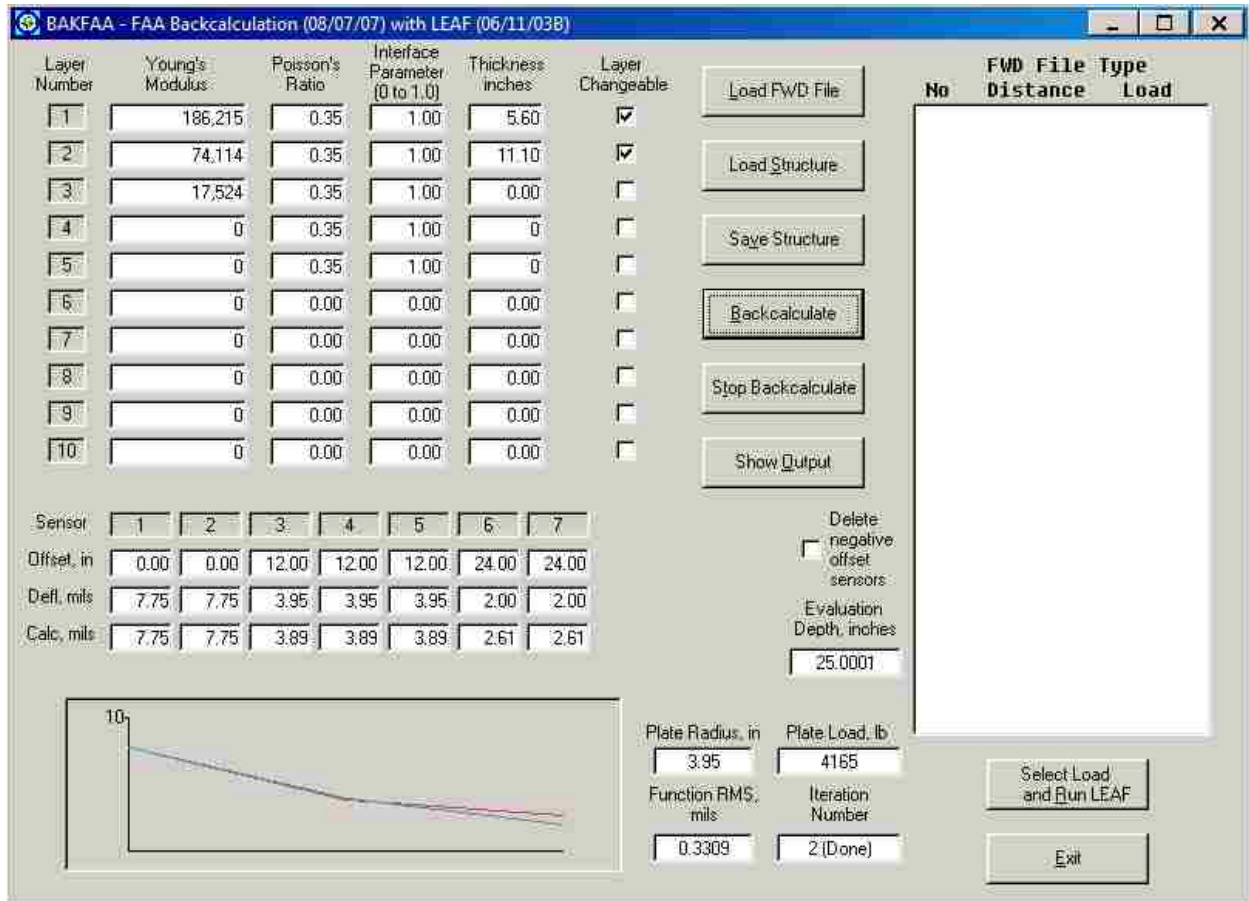 BAKFAA - FAA Backcalculation (08/07/07) with LEAF (06/11/03B)
Layer Number Young's Modulus Poisson's Ratio Interface Parameter (0 to 1.0) Thickness inches Layer Changeable
1 186,215 0.35 1.00 5.60
2 74,114 0.35 1.00 11.10
3 17,524 0.35 1.00 0.00
4 0 0.35 1.00 0
5 0 0.35 1.00 0
6 0 0.00 0.00 0.00
7 0 0.00 0.00 0.00
8 0 0.00 0.00 0.00
9 0 0.00 0.00 0.00
10 0 0.00 0.00 0.00
Load FWD File
Load Structure
Save Structure
Backcalculate
Stop Backcalculate
Show Output
FWD File Type
No Distance Load
Sensor 1 2 3 4 5 6 7
Offset, in 0.00 0.00 12.00 12.00 12.00 24.00 24.00
Defl, mils 7.75 7.75 3.95 3.95 3.95 2.00 2.00
Calc, mils 7.75 7.75 3.89 3.89 3.89 2.61 2.61
Delete
negative
offset
sensors
Evaluation
Depth, inches
25.0001
10
Plate Radius, in Plate Load, lb
3.95 4165
Function RMS, mils Iteration Number
0.3309 2 (Done)
Select Load
and Run LEAF
Exit